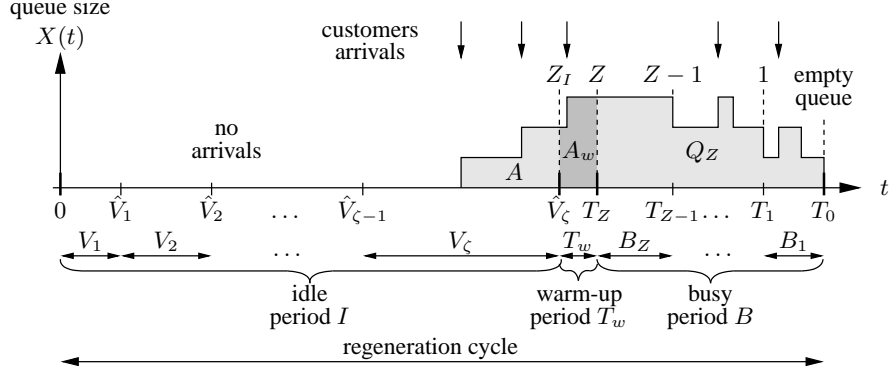 queue size
X(t)
customers
arrivals
Z_I Z Z − 1 1 empty
queue
no
arrivals
A A_w Q_Z
t
0 V̂_1 V̂_2 . . . V̂_{ζ−1} V̂_ζ T_Z T_{Z−1} . . . T_1 T_0
V_1 V_2 . . . V_ζ T_w B_Z . . . B_1
idle
period I
warm-up
period T_w
busy
period B
regeneration cycle